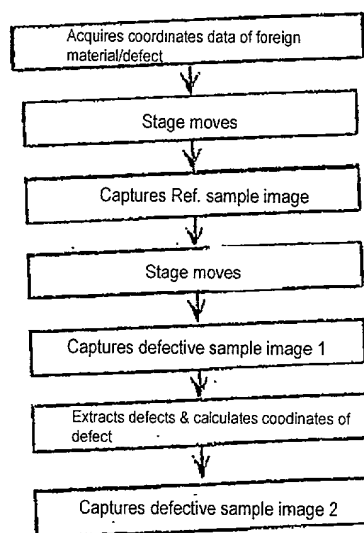 Acquires coordinates data of foreign
material/defect
Stage moves
Captures Ref. sample image
Stage moves
Captures defective sample image 1
Extracts defects & calculates coodinates of
defect
Captures defective sample image 2